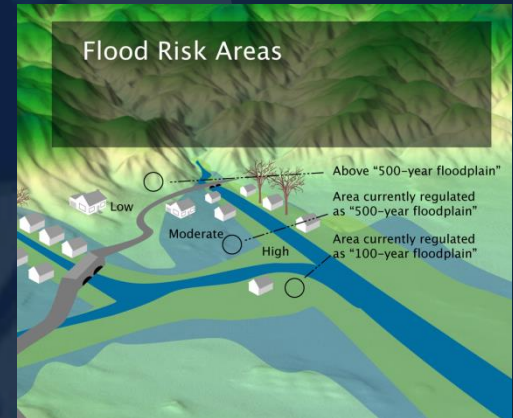 Flood Risk Areas
Above "500-year floodplain"
Low
Area currently regulated
as "500-year floodplain"
Moderate
High
Area currently regulated
as "100-year floodplain"